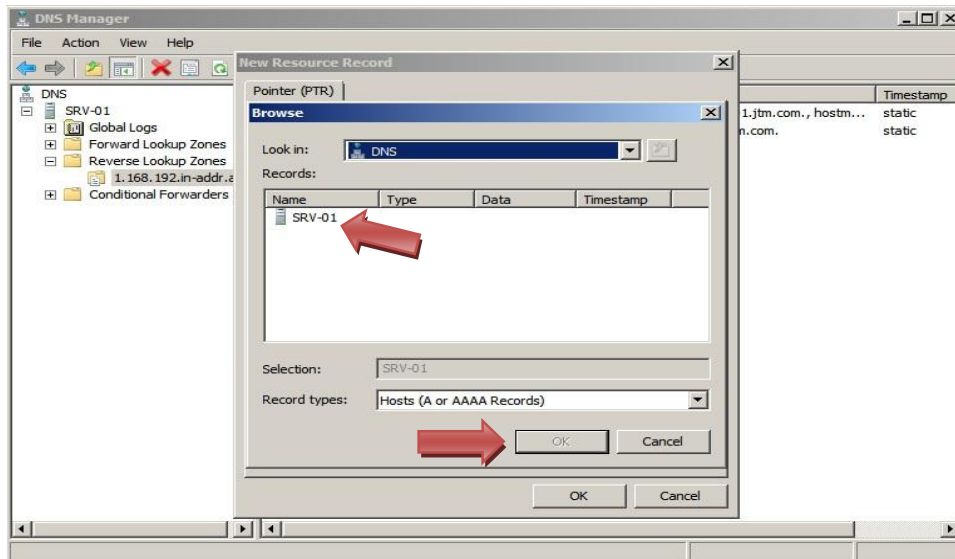 DNS Manager
File Action View Help
DNS
SRV-01
Global Logs
Forward Lookup Zones
Reverse Lookup Zones
1.168.192.in-addr.a
Conditional Forwarders
New Resource Record
Pointer (PTR)
Browse
Look in: DNS
Records:
Name Type Data Timestamp
SRV-01
Selection: SRV-01
Record types: Hosts (A or AAAA Records)
OK Cancel
OK Cancel
Timestamp
1.jtm.com., hostm... static
n.com. static